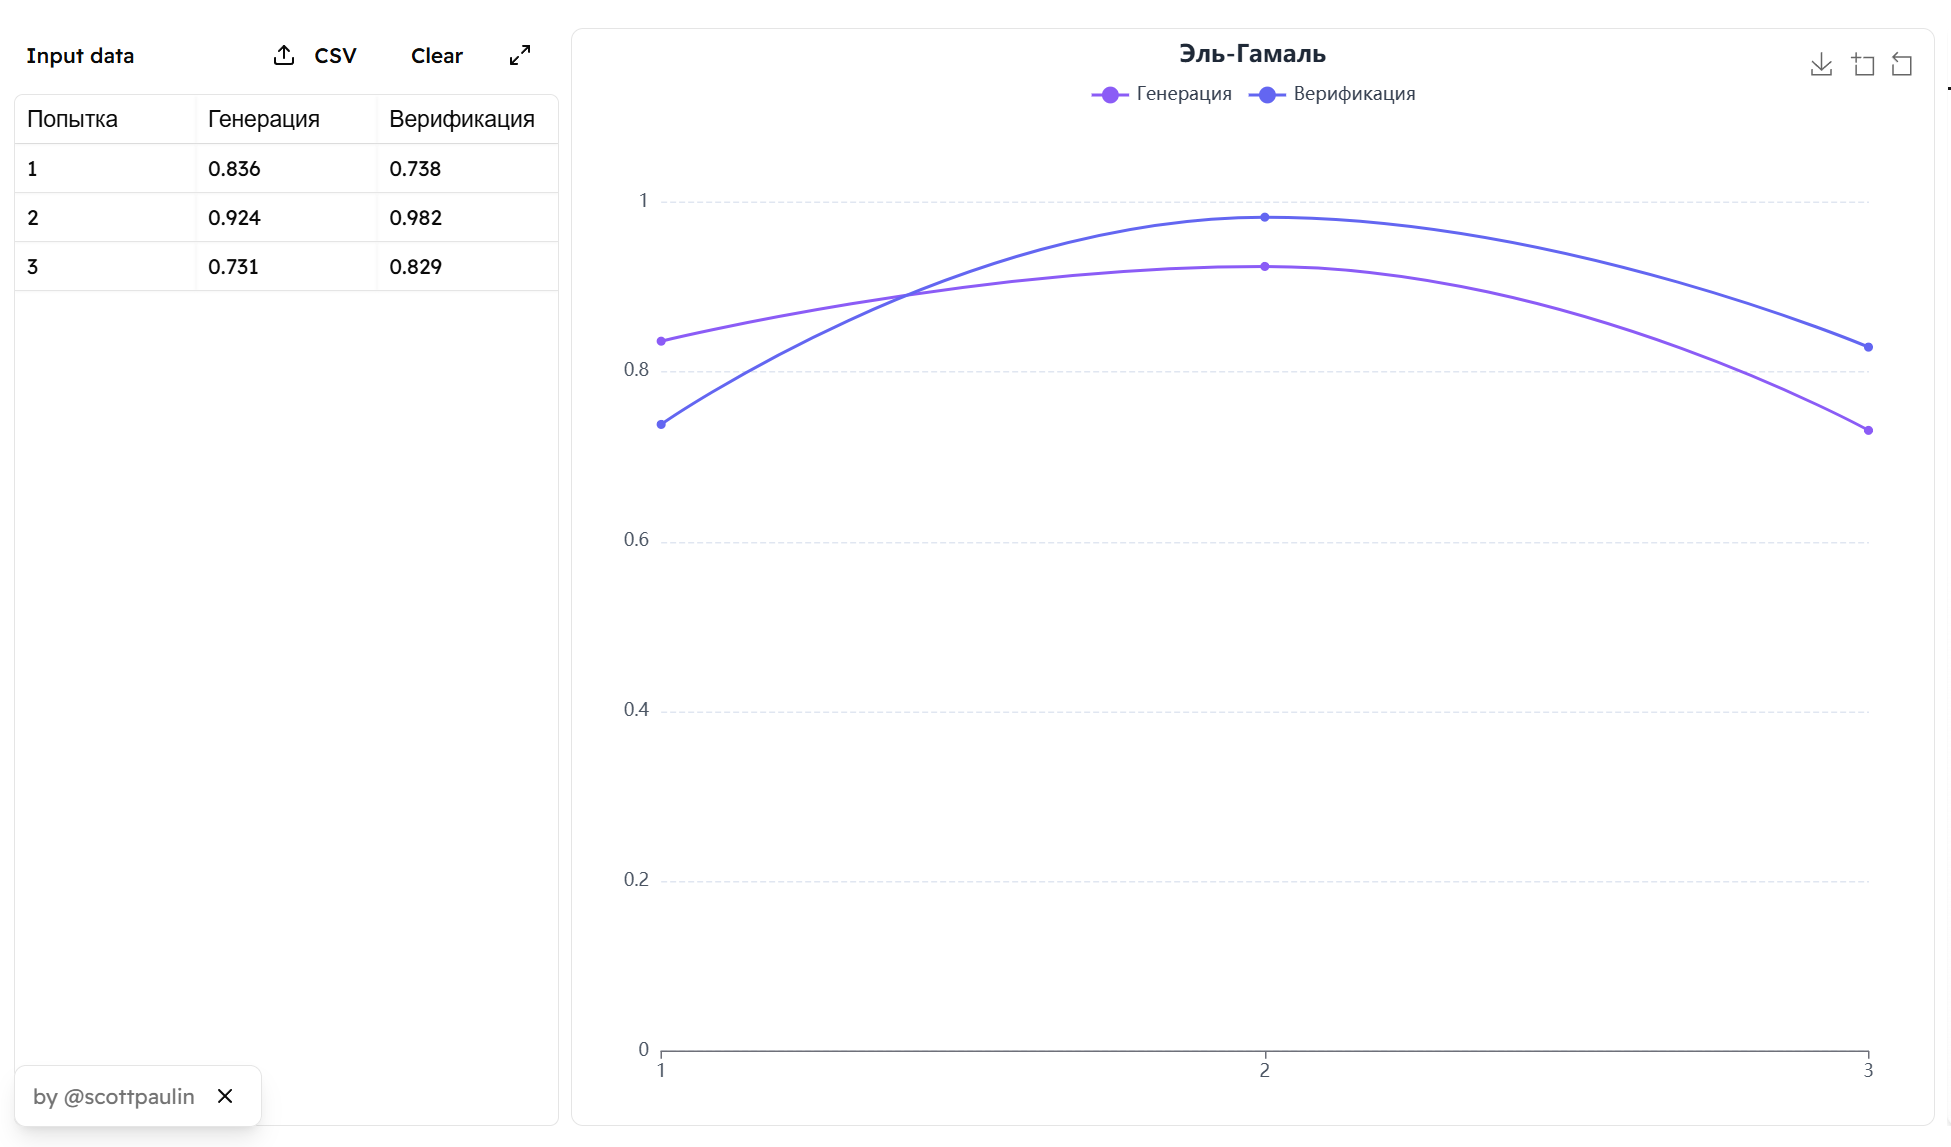 Input data CSV Clear
Попытка Генерация Верификация
1 0.836 0.738
2 0.924 0.982
3 0.731 0.829
by @scottpaulin
Эль-Гамаль
Генерация Верификация
1
0.8
0.6
0.4
0.2
0
1 2 3